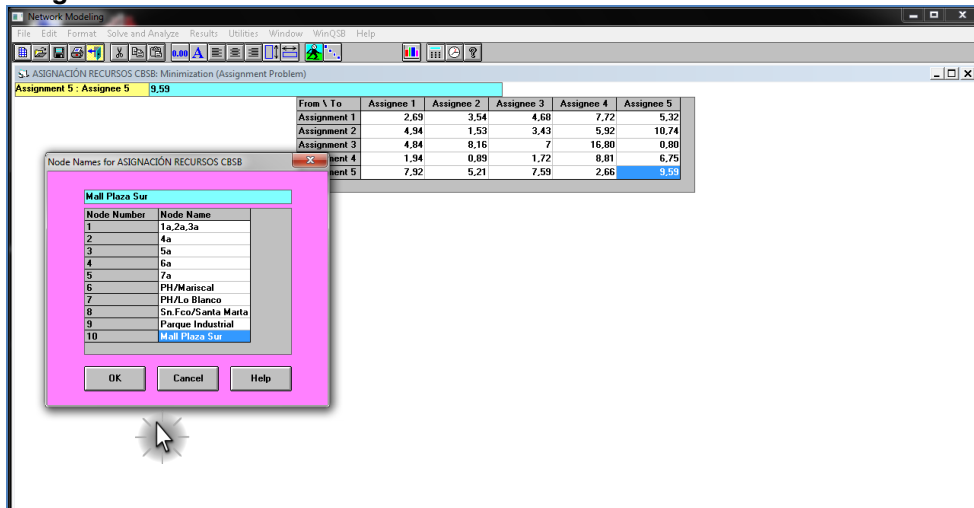 Network Modeling
File Edit Format Solve and Analyze Results Utilities Window WinQSB Help
0.00 A
ASIGNACIÓN RECURSOS CBSB: Minimization (Assignment Problem)
Assignment 5 : Assignee 5 9,59
From \ To Assignee 1 Assignee 2 Assignee 3 Assignee 4 Assignee 5
Assignment 1 2,69 3,54 4,68 7,72 5,32
Assignment 2 4,94 1,53 3,43 5,92 10,74
Assignment 3 4,84 8,16 7 16,80 0,80
ment 4 1,94 0,89 1,72 8,81 6,75
ment 5 7,92 5,21 7,59 2,66 9,59
Node Names for ASIGNACIÓN RECURSOS CBSB
Mall Plaza Sur
Node Number Node Name
1 1a,2a,3a
2 4a
3 5a
4 6a
5 7a
6 PH/Mariscal
7 PH/Lo Blanco
8 Sn.Fco/Santa Marta
9 Parque Industrial
10 Mall Plaza Sur
OK Cancel Help